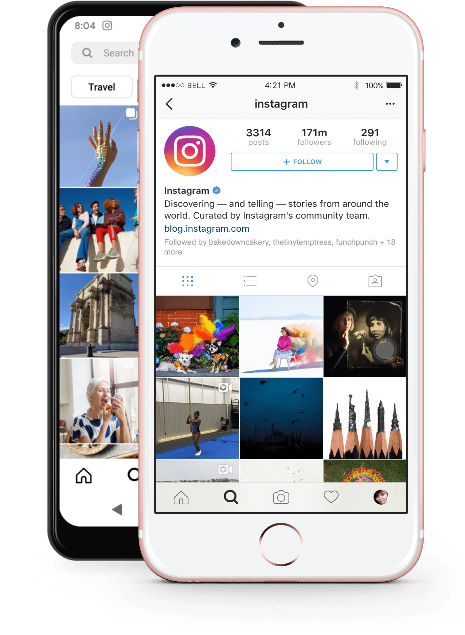 8:04
Search
Travel
BELL
4:21 PM
100%
instagram
3314
171m
291
posts
followers
following
+ FOLLOW
Instagram
Discovering — and telling — stories from around the
world. Curated by Instagram's community team.
blog.instagram.com
Followed by bakedowncakery, thetinytemptress, funchpunch + 18
more